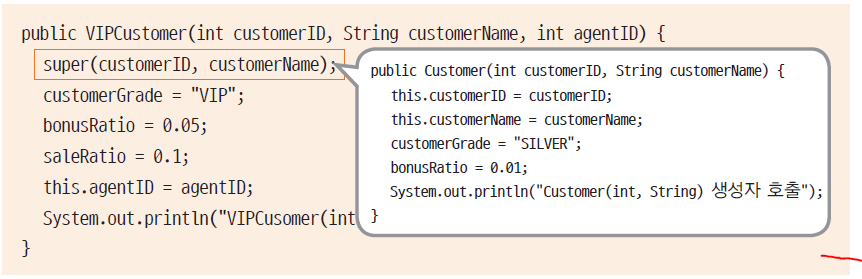 public VIPCustomer(int customerID, String customerName, int agentID) {
super(customerID, customerName);
customerGrade = "VIP";
bonusRatio = 0.05;
saleRatio = 0.1;
this.agentID = agentID;
System.out.println("VIPCusomer(int
}
public Customer(int customerID, String customerName) {
this.customerID = customerID;
this.customerName = customerName;
customerGrade = "SILVER";
bonusRatio = 0.01;
System.out.println("Customer(int, String) 생성자 호출");
}